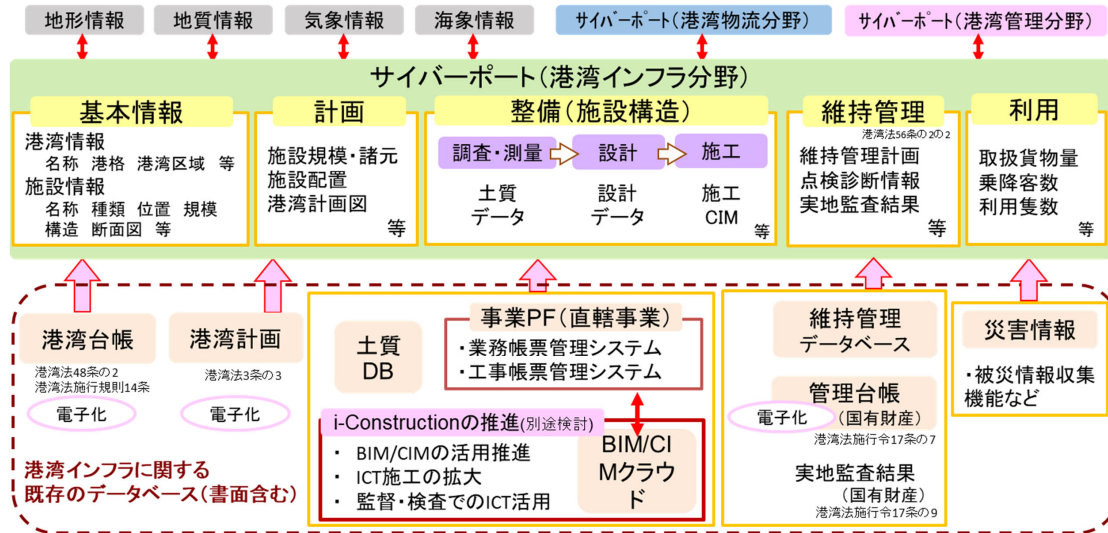 地形情報
地質情報
気象情報
海象情報
サイバーポート(港湾物流分野)
サイバーポート(港湾管理分野)
サイバーポート(港湾インフラ分野)
基本情報
港湾情報
名称 港格 港湾区域 等
施設情報
名称 種類 位置 規模
構造 断面図 等
計画
施設規模・諸元
施設配置
港湾計画図
等
整備(施設構造)
調査・測量
設計
施工
土質
データ
設計
データ
施工
CIM
等
維持管理
港湾法56条の2の2
維持管理計画
点検診断情報
実地監査結果
等
利用
取扱貨物量
乗降客数
利用隻数
等
港湾台帳
港湾法48条の2
港湾法施行規則14条
電子化
港湾計画
港湾法3条の3
電子化
港湾インフラに関する
既存のデータベース(書面含む)
土質
DB
事業PF(直轄事業)
・業務帳票管理システム
・工事帳票管理システム
i-Constructionの推進(別途検討)
・ BIM/CIMの活用推進
・ ICT施工の拡大
・ 監督・検査でのICT活用
BIM/CI
Mクラウ
ド
維持管理
データベース
管理台帳
電子化
(国有財産)
港湾法施行令17条の7
実地監査結果
(国有財産)
港湾法施行令17条の9
災害情報
・被災情報収集
機能など